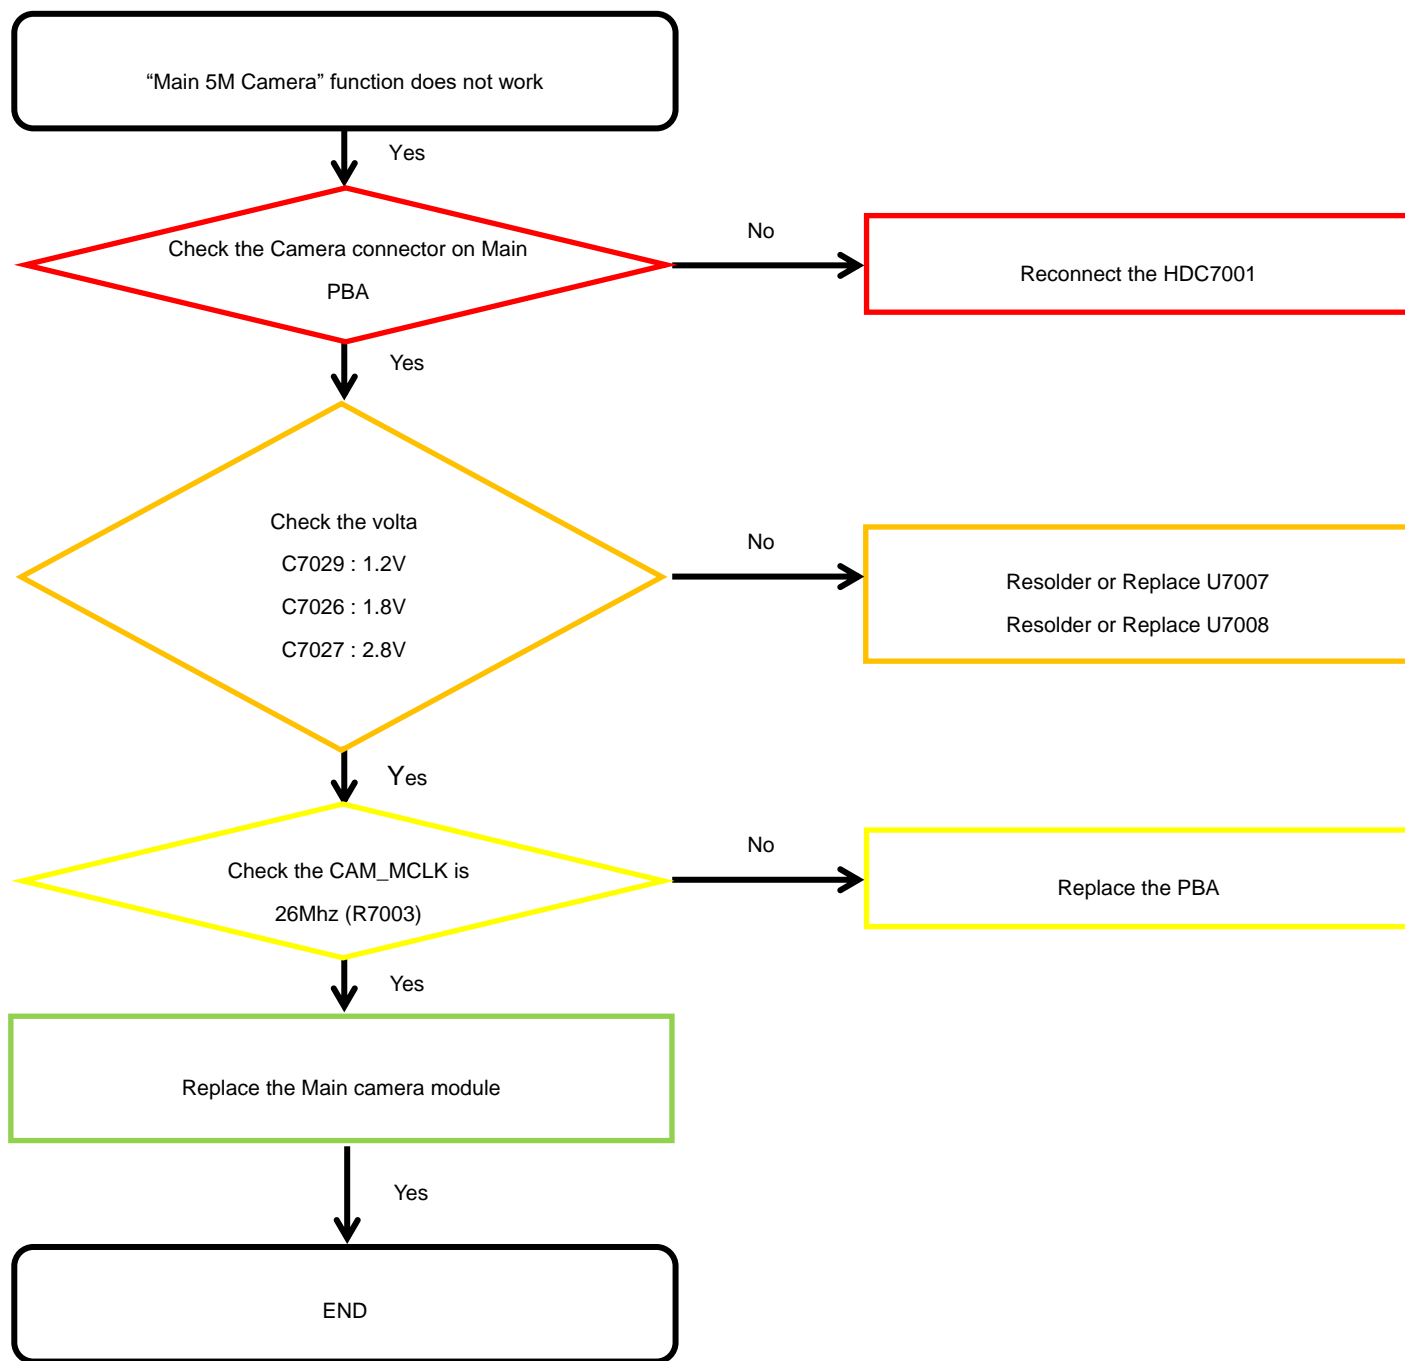 “Main 5M Camera” function does not work
Yes
Check the Camera connector on Main
PBA
No
Reconnect the HDC7001
Yes
Check the volta
C7029 : 1.2V
C7026 : 1.8V
C7027 : 2.8V
No
Resolder or Replace U7007
Resolder or Replace U7008
Yes
Check the CAM_MCLK is
26Mhz (R7003)
No
Replace the PBA
Yes
Replace the Main camera module
Yes
END